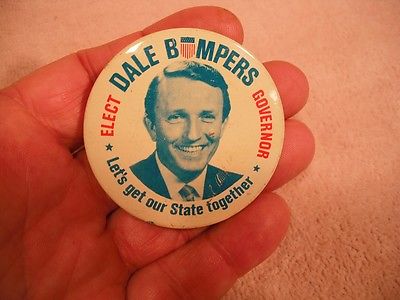 ELECT
DALE BUMPERS
GOVERNOR
Let's get our State together